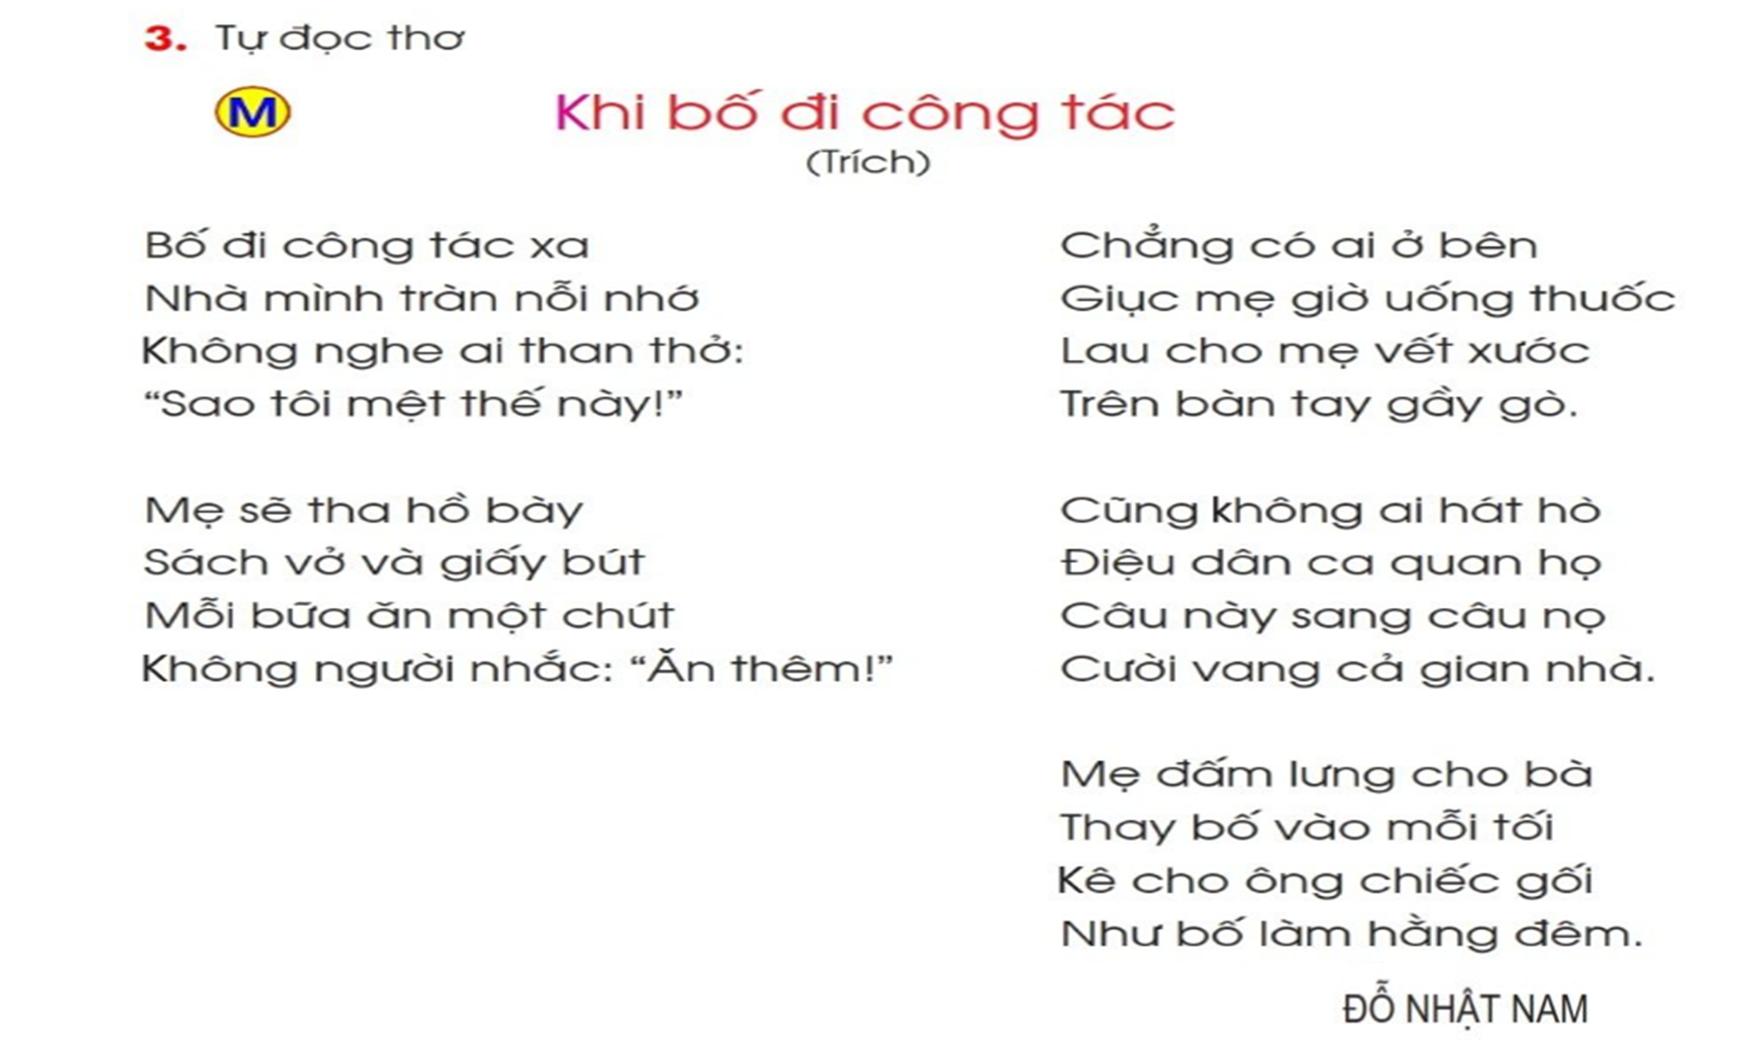 3. Tự đọc thơ
M
Khi bố đi công tác
(Trích)
Bố đi công tác xa
Nhà mình tràn nỗi nhớ
Không nghe ai than thở:
“Sao tôi mệt thế này!”
Mẹ sẽ tha hồ bày
Sách vở và giấy bút
Mỗi bữa ăn một chút
Không người nhắc: “Ăn thêm!”
Chẳng có ai ở bên
Giục mẹ giờ uống thuốc
Lau cho mẹ vết xước
Trên bàn tay gầy gò.
Cũng không ai hát hò
Điệu dân ca quan họ
Câu này sang câu nọ
Cười vang cả gian nhà.
Mẹ đấm lưng cho bà
Thay bố vào mỗi tối
Kê cho ông chiếc gối
Như bố làm hằng đêm.
ĐỖ NHẬT NAM